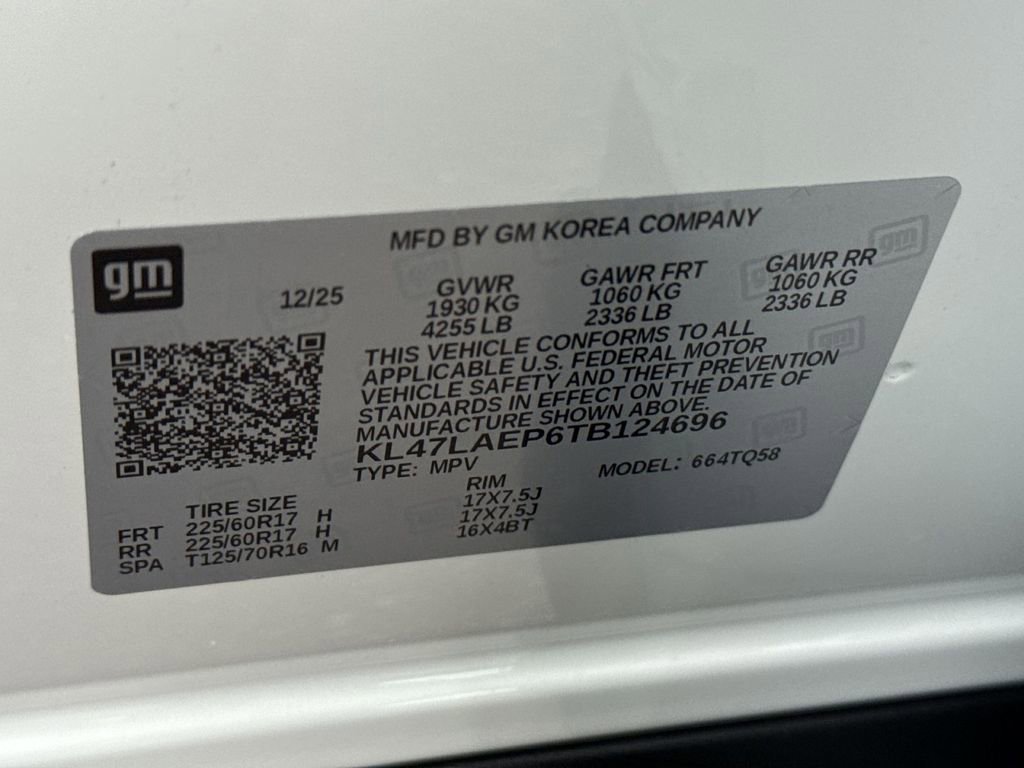 gm
MFD BY GM KOREA COMPANY
12/25
GVWR GAWR FRT GAWR RR
1930 KG 1060 KG 1060 KG
4255 LB 2336 LB 2336 LB
THIS VEHICLE CONFORMS TO ALL
APPLICABLE U.S. FEDERAL MOTOR
VEHICLE SAFETY AND THEFT PREVENTION
STANDARDS IN EFFECT ON THE DATE OF
MANUFACTURE SHOWN ABOVE.
KL47LAEP6TB124696
TYPE: MPV MODEL: 664TQ58
TIRE SIZE RIM
FRT 225/60R17 H 17X7.5J
RR 225/60R17 H 17X7.5J
SPA T125/70R16 M 16X4BT